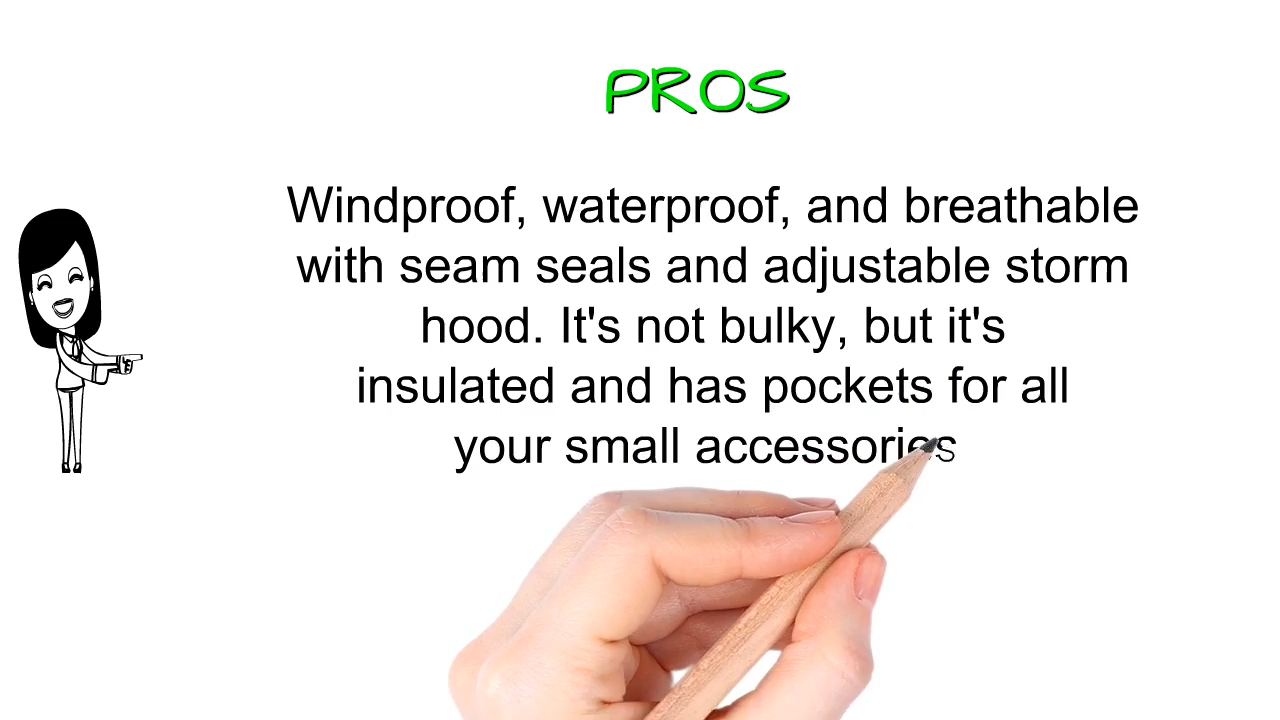 PROS
Windproof, waterproof, and breathable
with seam seals and adjustable storm
hood. It's not bulky, but it's
insulated and has pockets for all
your small accessories